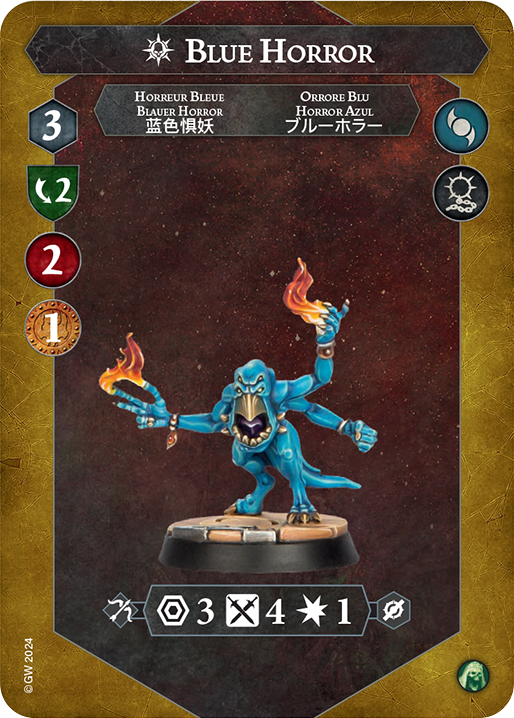 Blue Horror
Horreur Bleue
Blauer Horror
蓝色惧妖
Orrore Blu
Horror Azul
ブルーホラー
3
2
2
1
3 4 1
©GW 2024